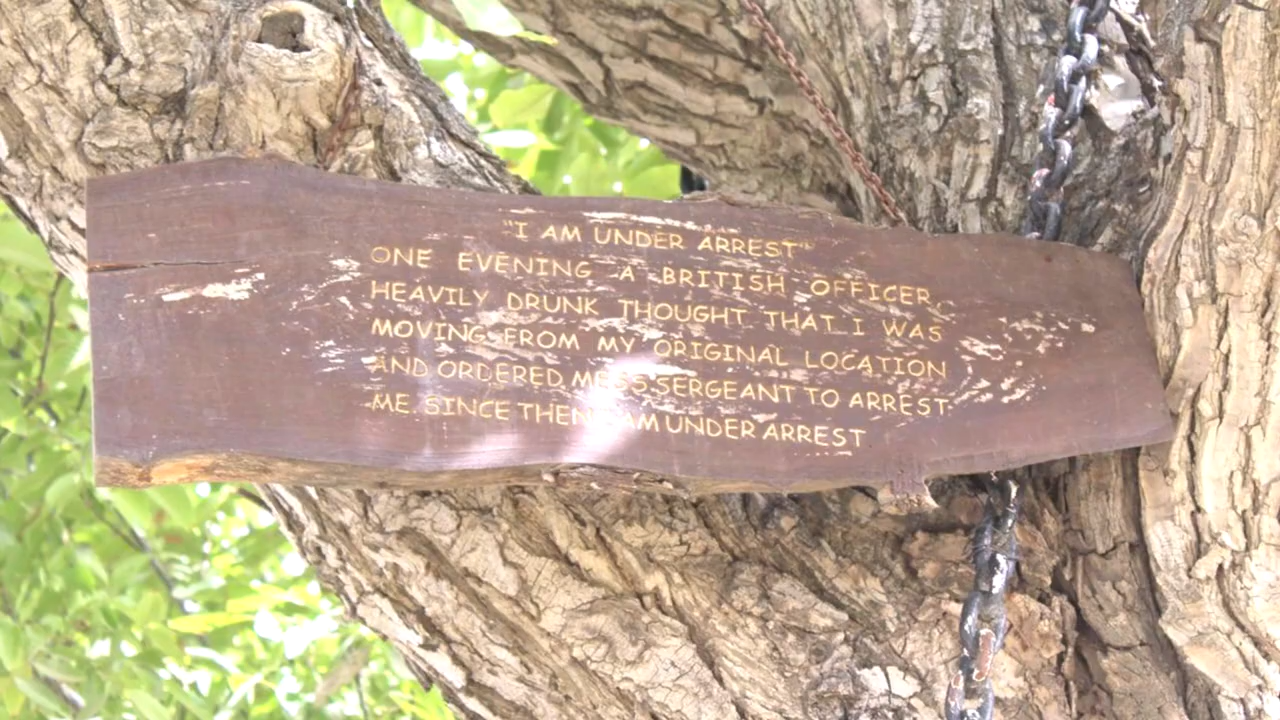 "I AM UNDER ARREST"
ONE EVENING A BRITISH OFFICER,
HEAVILY DRUNK THOUGHT THAT I WAS
MOVING FROM MY ORIGINAL LOCATION
AND ORDERED MESS SERGEANT TO ARREST
ME. SINCE THEN I AM UNDER ARREST